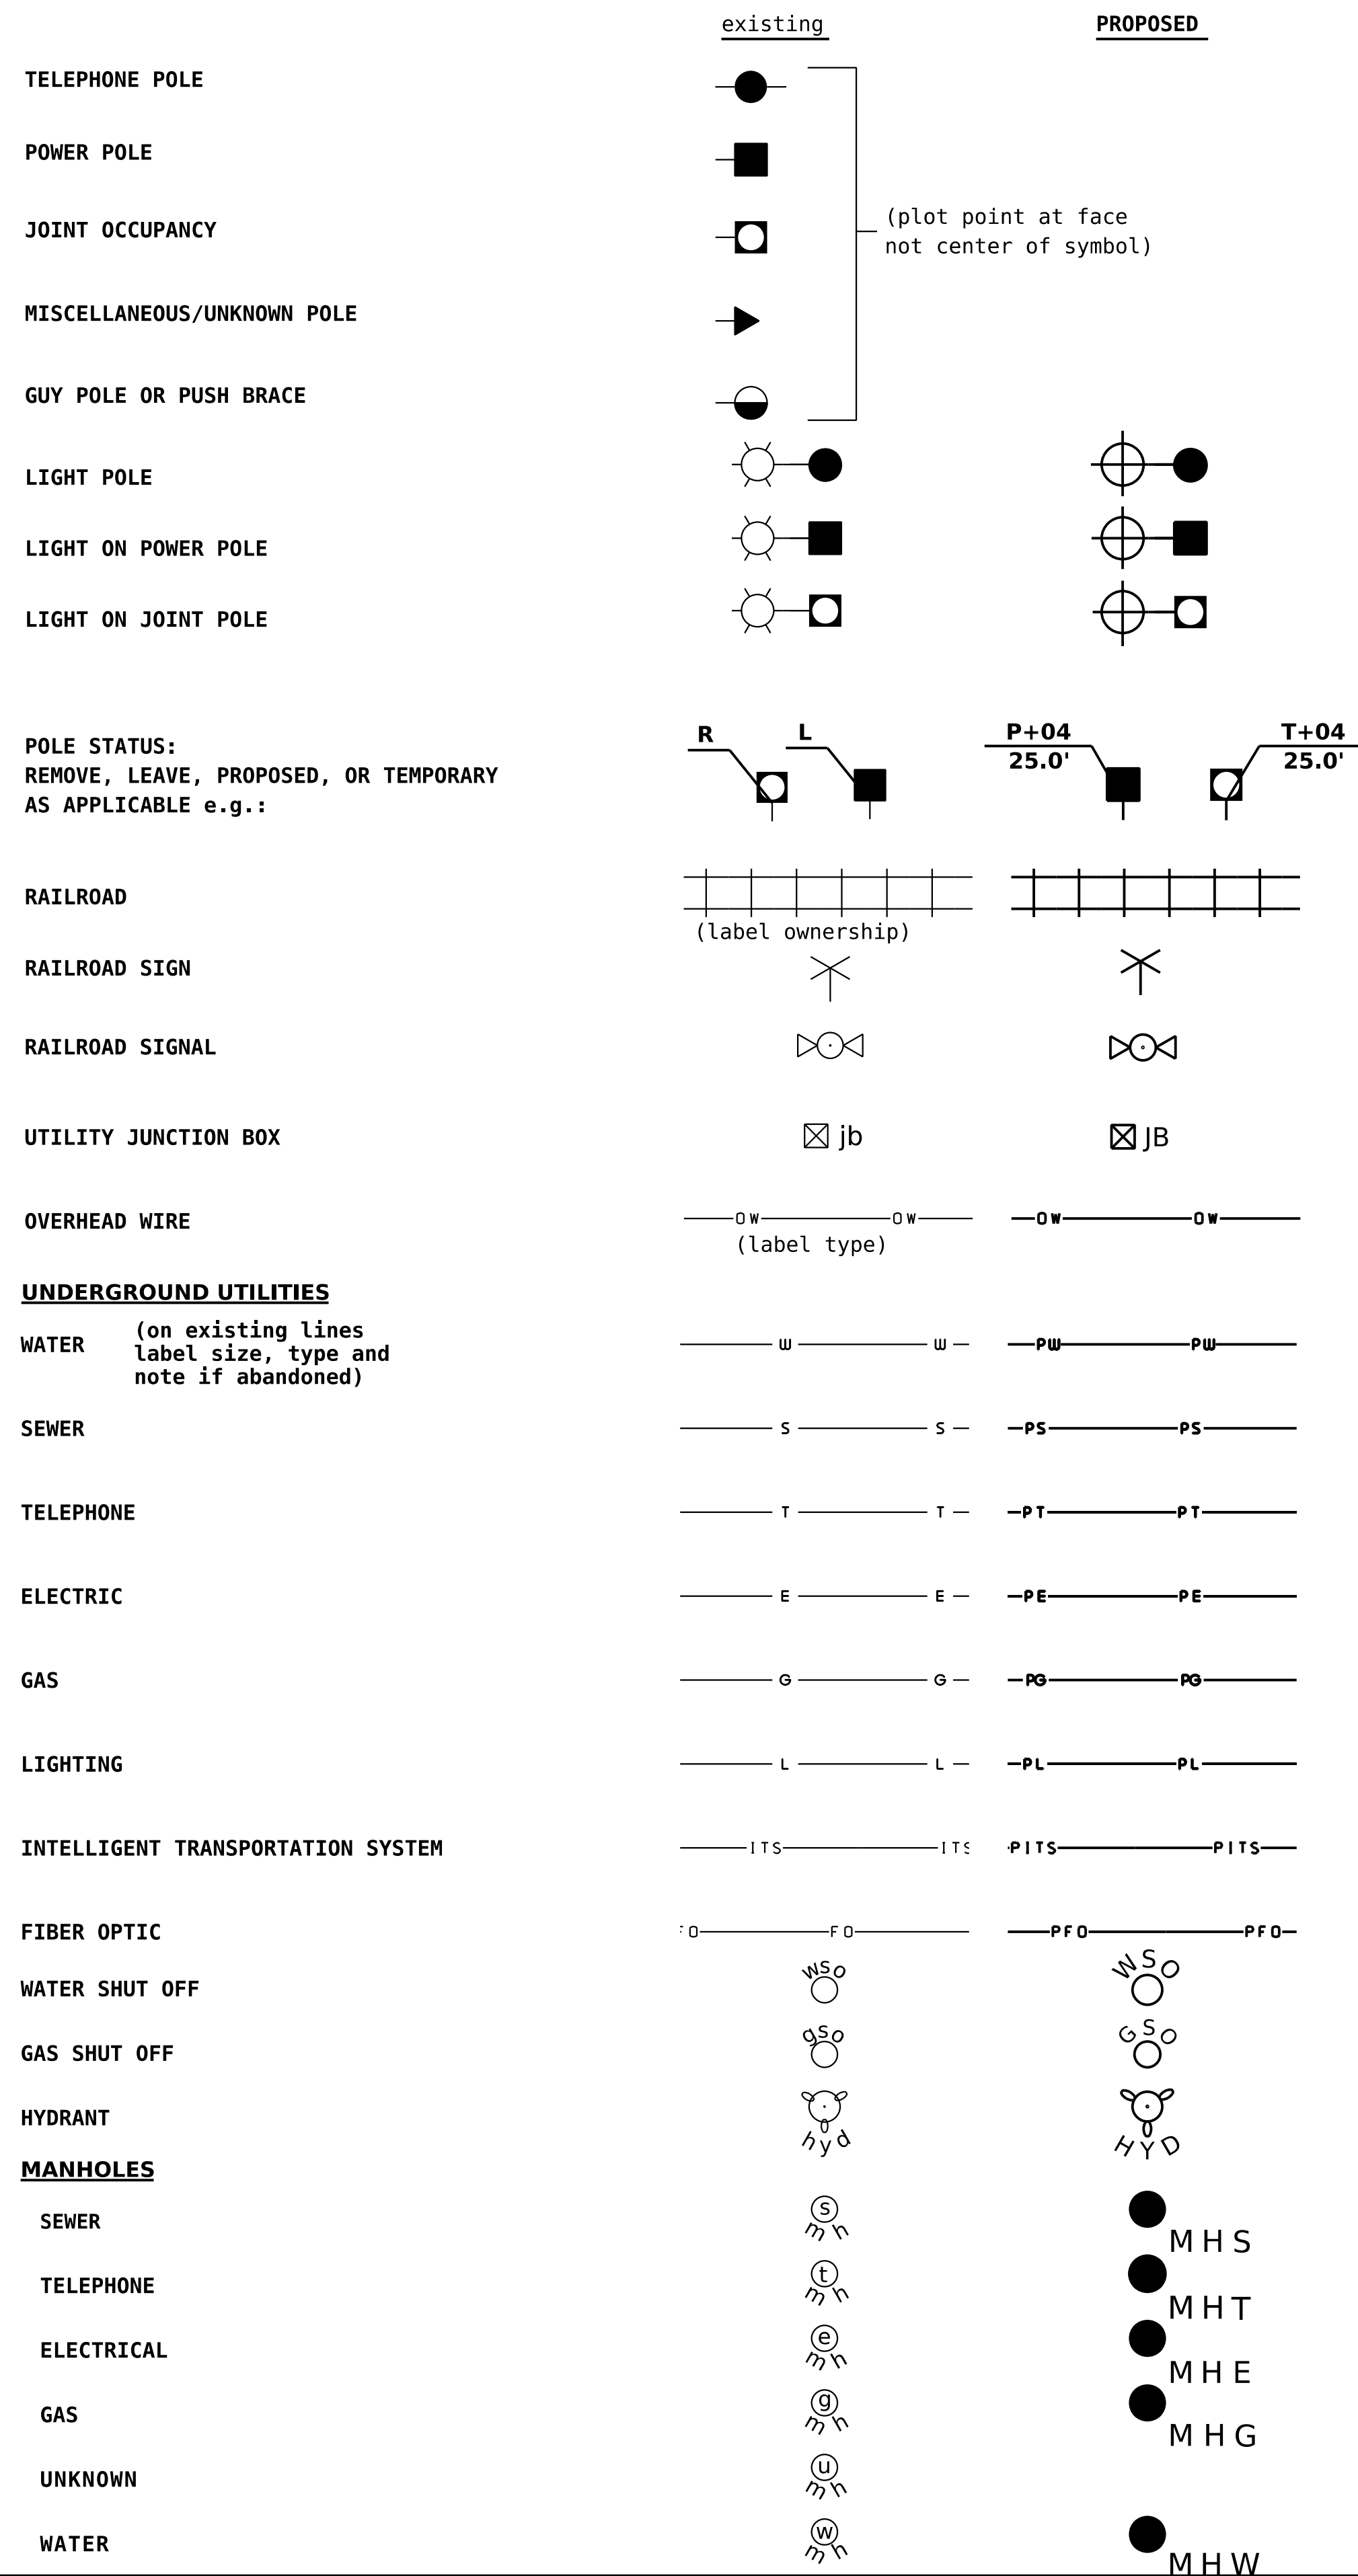 existing PROPOSED
TELEPHONE POLE
POWER POLE
JOINT OCCUPANCY
(plot point at face
not center of symbol)
MISCELLANEOUS/UNKNOWN POLE
GUY POLE OR PUSH BRACE
LIGHT POLE
LIGHT ON POWER POLE
LIGHT ON JOINT POLE
POLE STATUS:
REMOVE, LEAVE, PROPOSED, OR TEMPORARY
AS APPLICABLE e.g.:
R L P+04 T+04
25.0' 25.0'
RAILROAD
(label ownership)
RAILROAD SIGN
RAILROAD SIGNAL
UTILITY JUNCTION BOX jb JB
OVERHEAD WIRE OW OW OW OW
(label type)
UNDERGROUND UTILITIES
WATER (on existing lines
label size, type and
note if abandoned)
W W PW PW
SEWER S S PS PS
TELEPHONE T T PT PT
ELECTRIC E E PE PE
GAS G G PG PG
LIGHTING L L PL PL
INTELLIGENT TRANSPORTATION SYSTEM ITS ITS PITS PITS
FIBER OPTIC FO FO PFO PFO
WATER SHUT OFF wso WSO
GAS SHUT OFF gso GSO
HYDRANT hyd HYD
MANHOLES
SEWER s mh MHS
TELEPHONE t mh MHT
ELECTRICAL e mh MHE
GAS g mh MHG
UNKNOWN u mh
WATER w mh MHW